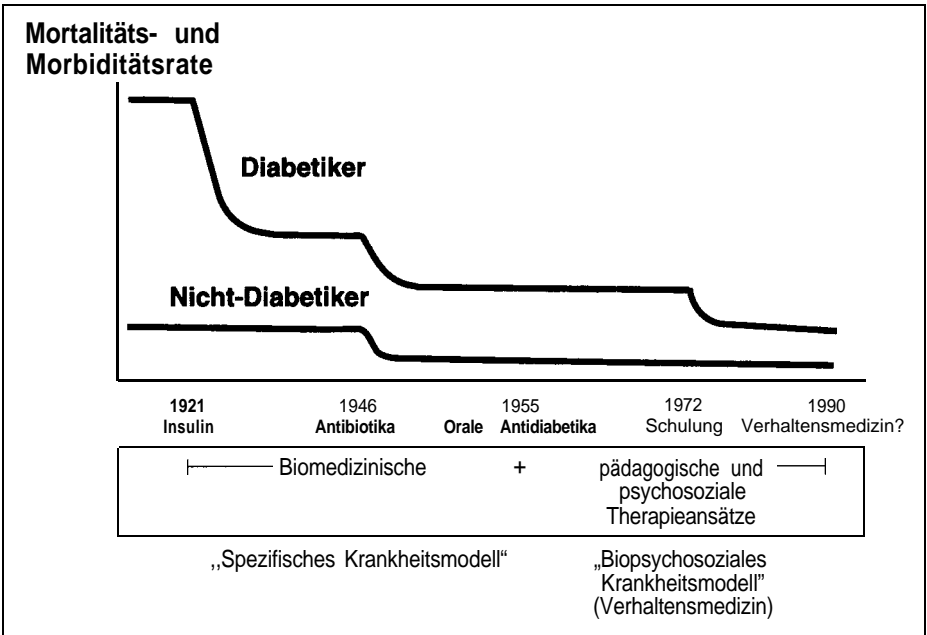 Mortalitäts- und
Morbiditätsrate
Diabetiker
Nicht-Diabetiker
1921 1946 1955 1972 1990
Insulin Antibiotika Orale Antidiabetika Schulung Verhaltensmedizin?
Biomedizinische + pädagogische und
psychosoziale
Therapieansätze
,,Spezifisches Krankheitsmodell“ „Biopsychosoziales
Krankheitsmodell”
(Verhaltensmedizin)